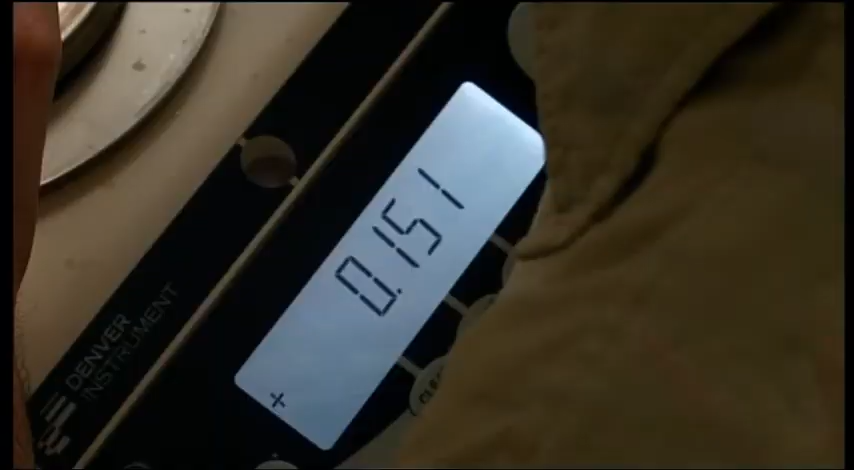 0.151
+
DENVER
INSTRUMENT